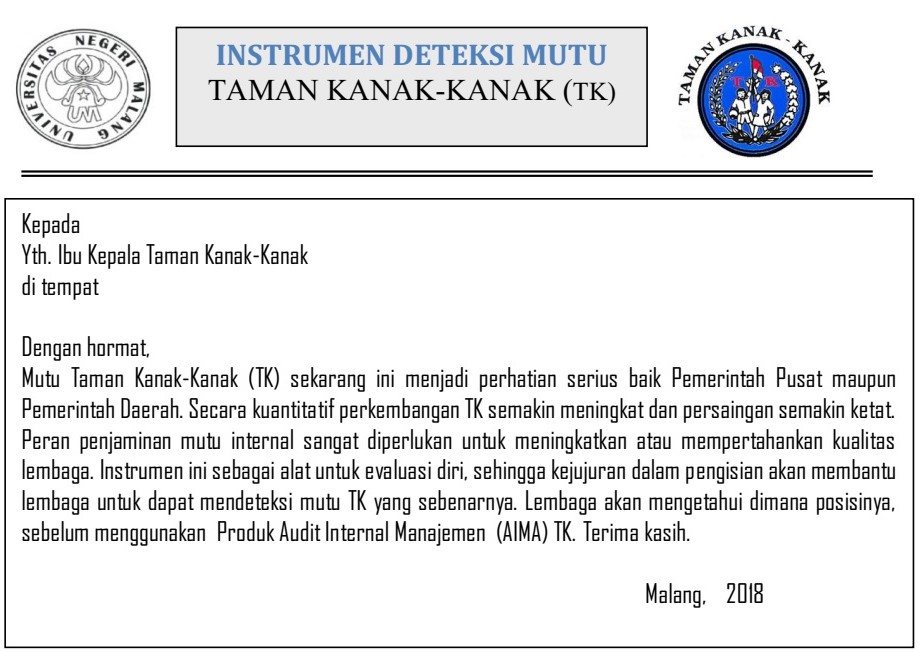 UNIVERSITAS NEGERI MALANG
UM
INSTRUMEN DETEKSI MUTU
TAMAN KANAK-KANAK (TK)
TAMAN KANAK-KANAK
T K
Kepada
Yth. Ibu Kepala Taman Kanak-Kanak
di tempat
Dengan hormat,
Mutu Taman Kanak-Kanak (TK) sekarang ini menjadi perhatian serius baik Pemerintah Pusat maupun
Pemerintah Daerah. Secara kuantitatif perkembangan TK semakin meningkat dan persaingan semakin ketat.
Peran penjaminan mutu internal sangat diperlukan untuk meningkatkan atau mempertahankan kualitas
lembaga. Instrumen ini sebagai alat untuk evaluasi diri, sehingga kejujuran dalam pengisian akan membantu
lembaga untuk dapat mendeteksi mutu TK yang sebenarnya. Lembaga akan mengetahui dimana posisinya,
sebelum menggunakan Produk Audit Internal Manajemen (AIMA) TK. Terima kasih.
Malang, 2018